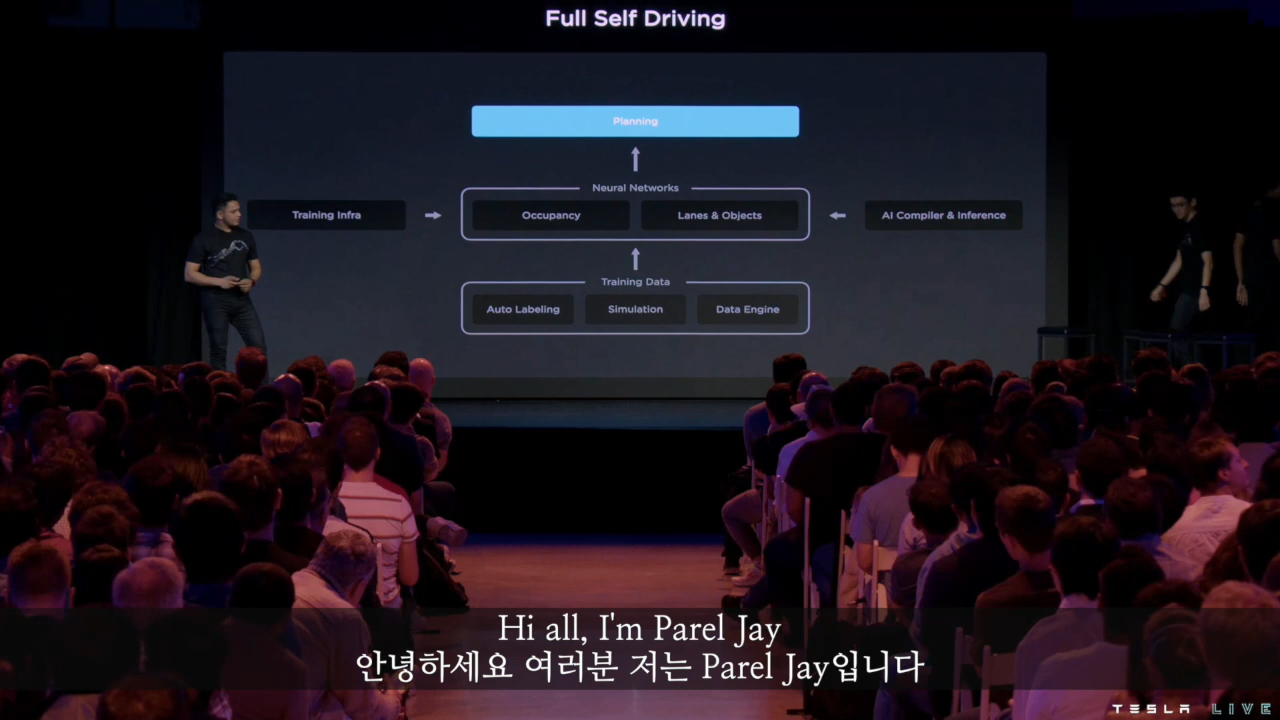 Full Self Driving
Planning
Neural Networks
Training Infra
Occupancy
Lanes & Objects
AI Compiler & Inference
Training Data
Auto Labeling
Simulation
Data Engine
Hi all, I'm Parel Jay
안녕하세요 여러분 저는 Parel Jay입니다
TESLA LIVE